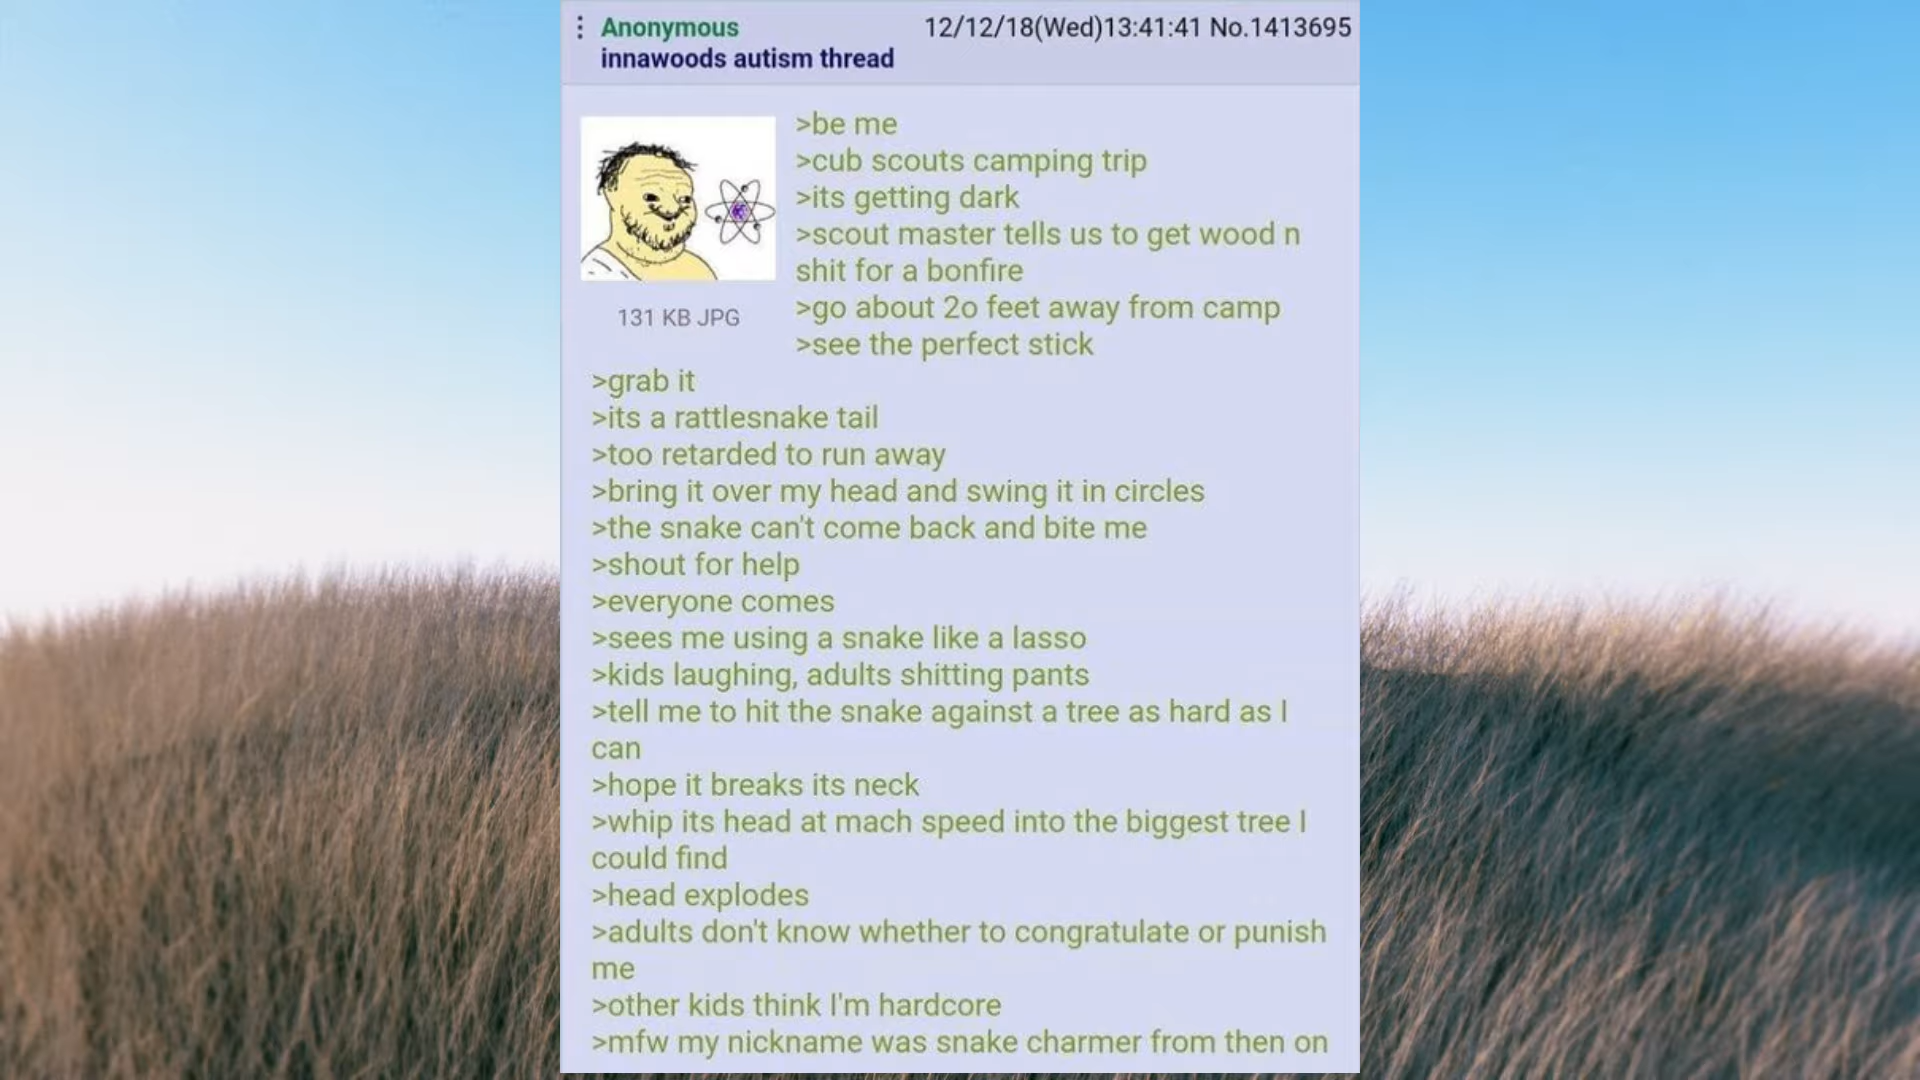 Anonymous
12/12/18(Wed)13:41:41 No.1413695
innawoods autism thread
>be me
>cub scouts camping trip
>its getting dark
>scout master tells us to get wood n
shit for a bonfire
>go about 2o feet away from camp
>see the perfect stick
131 KB JPG
>grab it
>its a rattlesnake tail
>too retarded to run away
>bring it over my head and swing it in circles
>the snake can't come back and bite me
>shout for help
>everyone comes
>sees me using a snake like a lasso
>kids laughing, adults shitting pants
>tell me to hit the snake against a tree as hard as I
can
>hope it breaks its neck
>whip its head at mach speed into the biggest tree I
could find
>head explodes
>adults don't know whether to congratulate or punish
me
>other kids think I'm hardcore
>mfw my nickname was snake charmer from then on